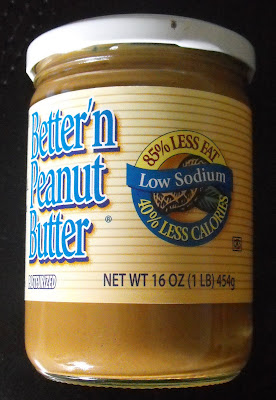 Better'n
Peanut
Butter ®
85% LESS FAT
Low Sodium
40% LESS CALORIES
NET WT 16 OZ (1 LB) 454g